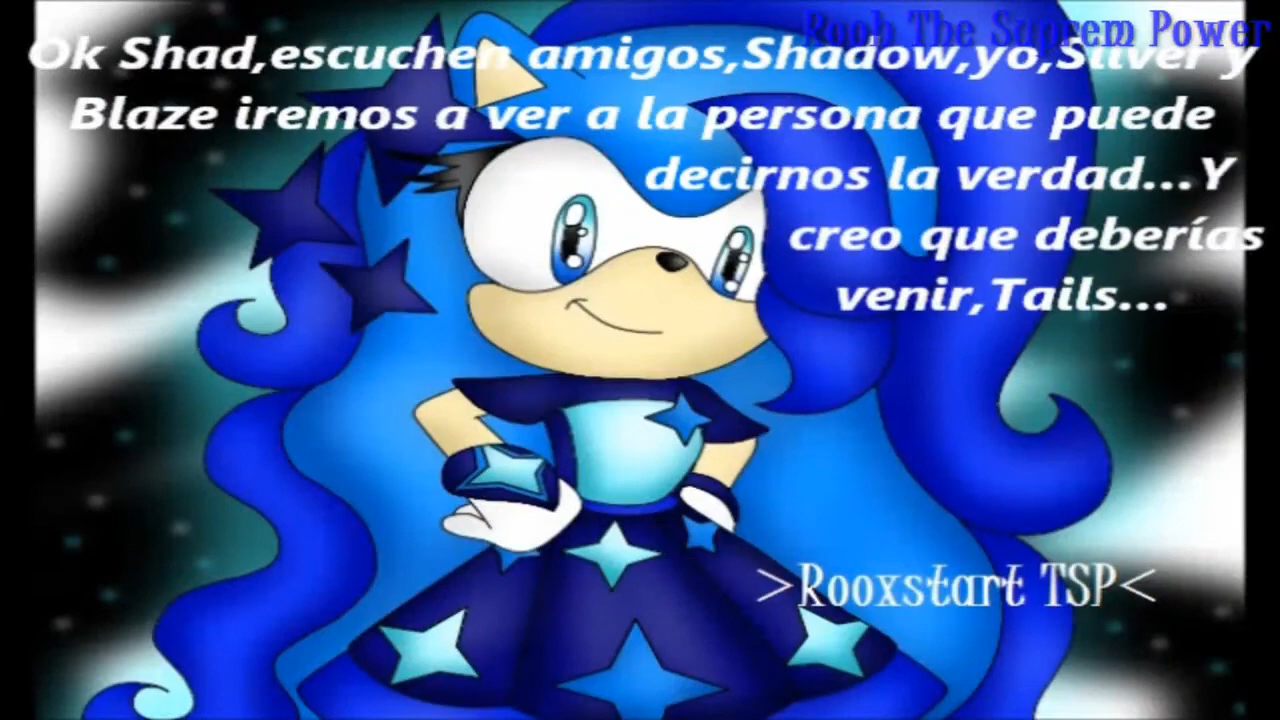 Roob The Suprem Power
Ok Shad,escuchen amigos,Shadow,yo,Silver y
Blaze iremos a ver a la persona que puede
decirnos la verdad...Y
creo que deberías
venir,Tails...
>Rooxstart TSP<